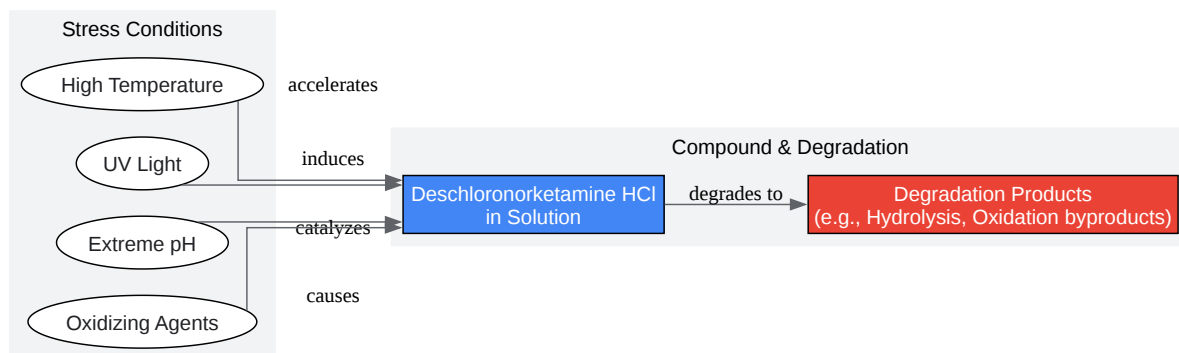 Stress Conditions
High Temperature
accelerates
UV Light
induces
Extreme pH
catalyzes
Oxidizing Agents
causes
Compound & Degradation
Deschloronorketamine HCl
in Solution
degrades to
Degradation Products
(e.g., Hydrolysis, Oxidation byproducts)